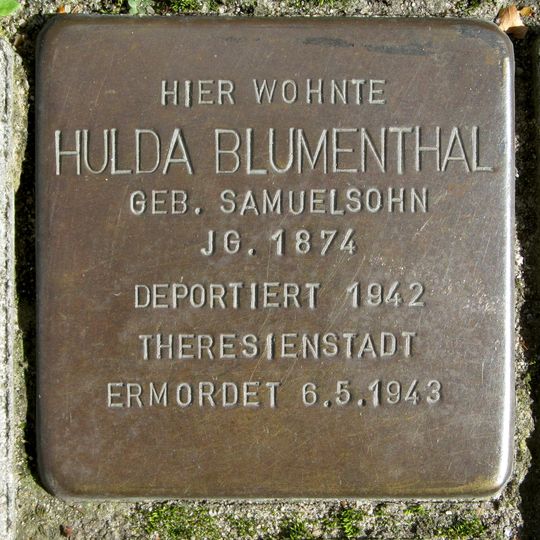 HIER WOHNTE
HULDA BLUMENTHAL
GEB. SAMUELSOHN
JG. 1874
DEPORTIERT 1942
THERESIENSTADT
ERMORDET 6.5.1943